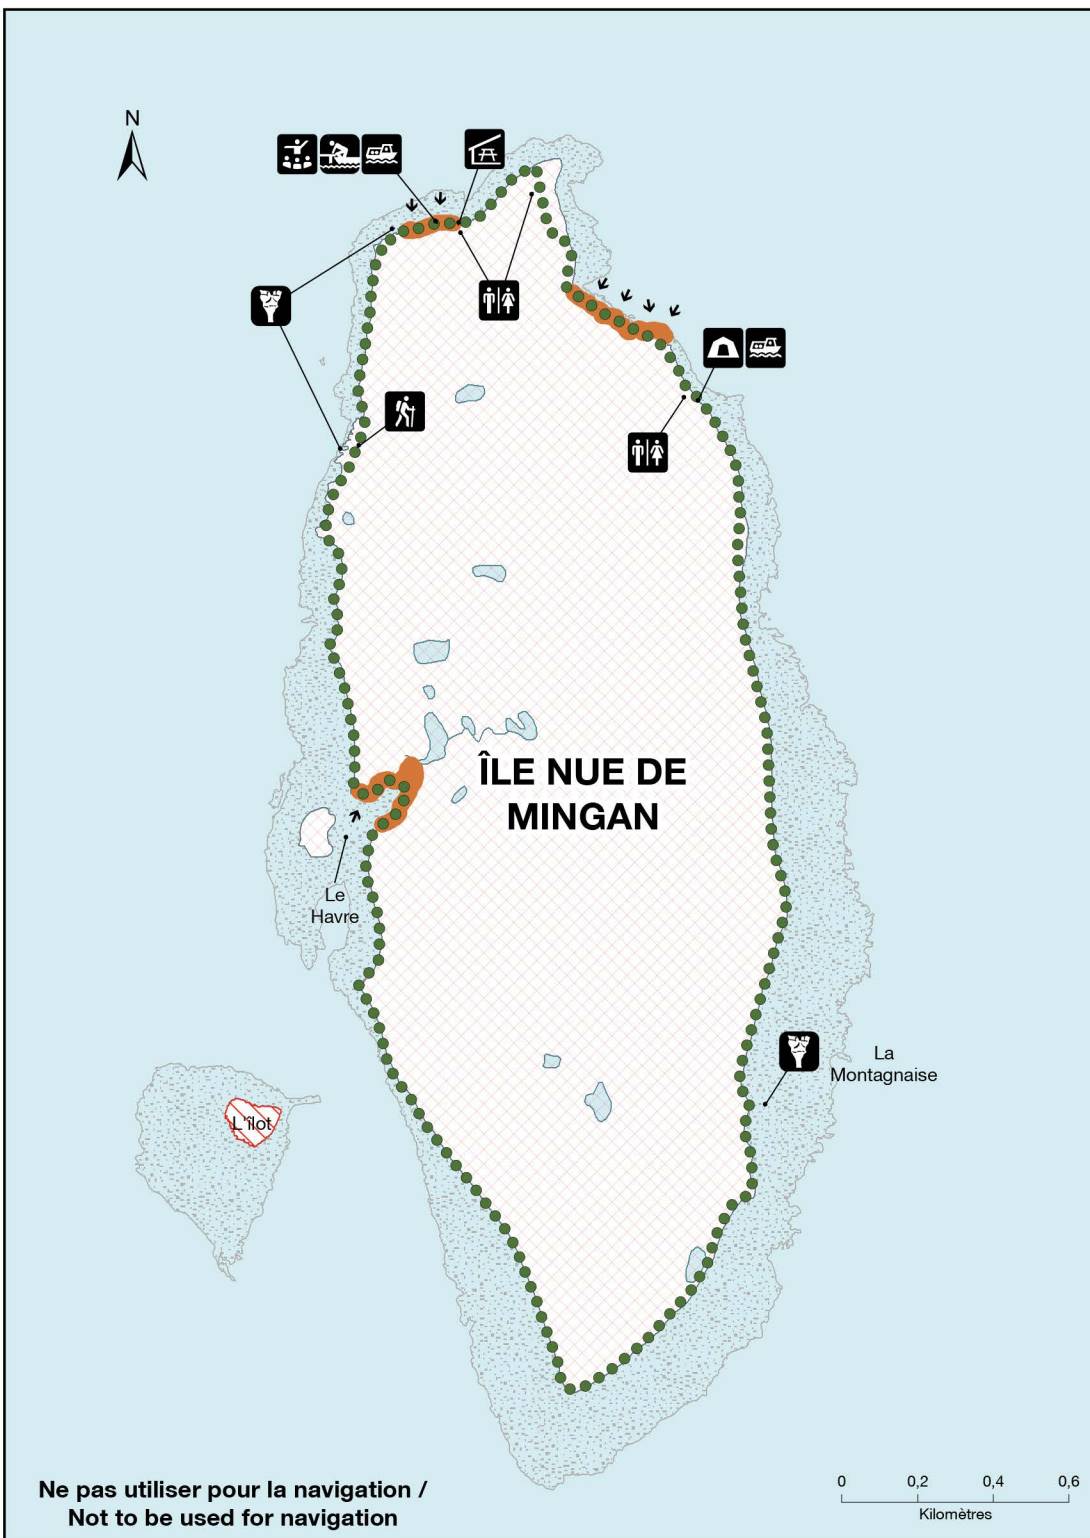 N
ÎLE NUE DE
MINGAN
Le
Havre
La
Montagnaise
L'îlot
Ne pas utiliser pour la navigation /
Not to be used for navigation
0 0,2 0,4 0,6
Kilomètres